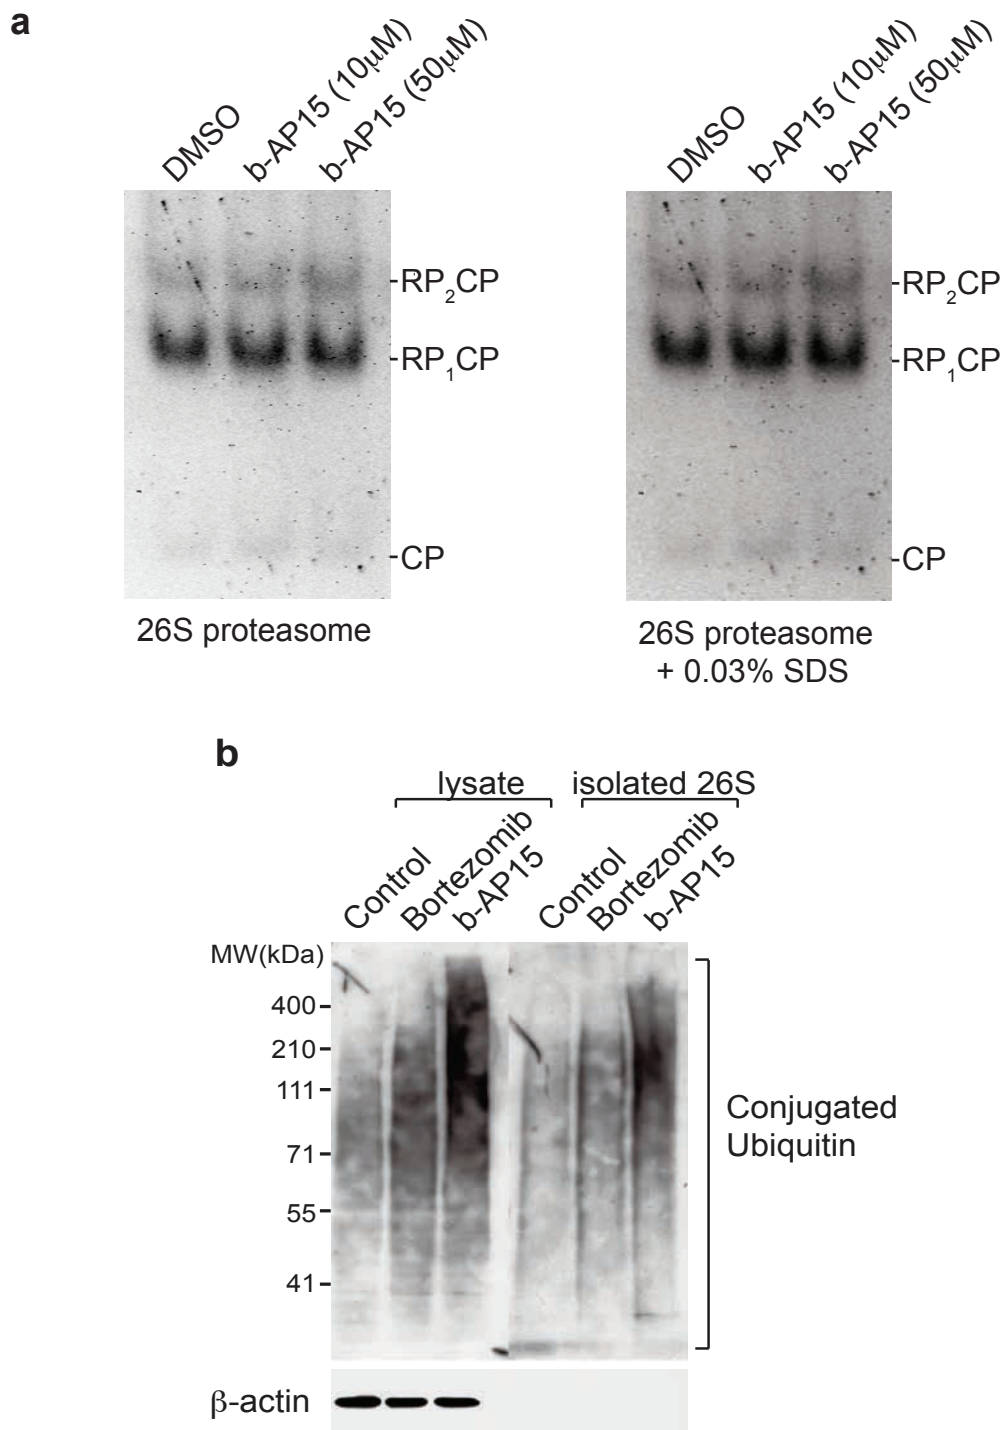 a
DMSO
b-AP15 (10μM)
b-AP15 (50μM)
DMSO
b-AP15 (10μM)
b-AP15 (50μM)
RP2CP
RP1CP
CP
RP2CP
RP1CP
CP
26S proteasome
26S proteasome
+ 0.03% SDS
b
lysate
isolated 26S
Control
Bortezomib
b-AP15
Control
Bortezomib
b-AP15
MW(kDa)
400
210
111
71
55
41
Conjugated
Ubiquitin
β-actin